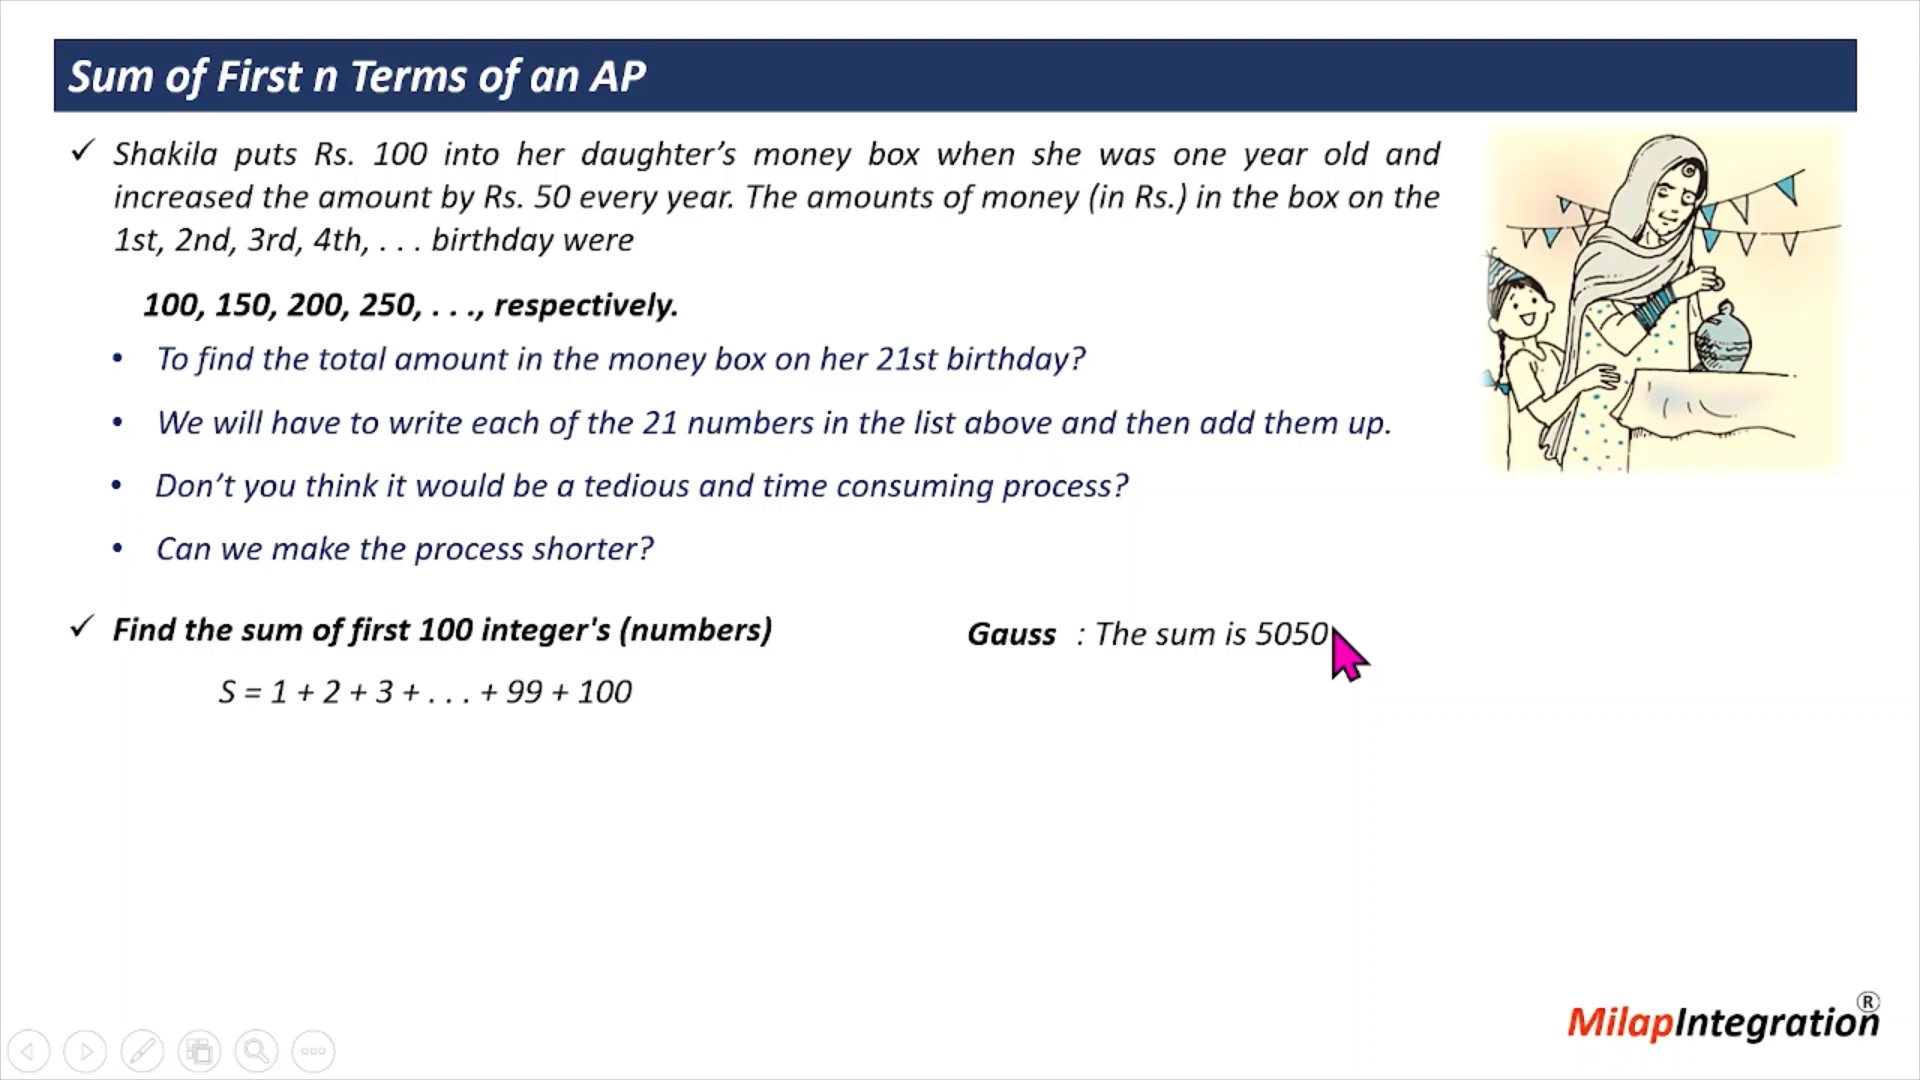 Sum of First n Terms of an AP
✓ Shakila puts Rs. 100 into her daughter’s money box when she was one year old and
increased the amount by Rs. 50 every year. The amounts of money (in Rs.) in the box on the
1st, 2nd, 3rd, 4th, . . . birthday were
100, 150, 200, 250, . . ., respectively.
• To find the total amount in the money box on her 21st birthday?
• We will have to write each of the 21 numbers in the list above and then add them up.
• Don’t you think it would be a tedious and time consuming process?
• Can we make the process shorter?
✓ Find the sum of first 100 integer's (numbers)
Gauss : The sum is 5050
S = 1 + 2 + 3 + . . . + 99 + 100
MilapIntegration®